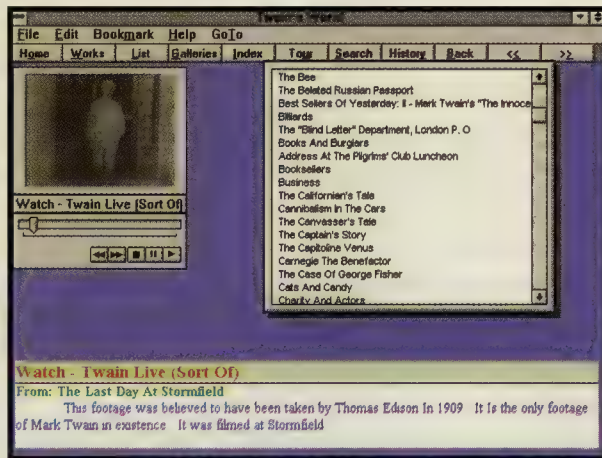 Twain's World
File Edit Bookmark Help GoTo
Home Works List Galleries Index Tour Search History Back << >>
Watch - Twain Live (Sort Of)
The Bee
The Belated Russian Passport
Best Sellers Of Yesterday: II - Mark Twain's "The Innoce
Billiards
The "Blind Letter" Department, London P. O
Books And Burglars
Address At The Pilgrims' Club Luncheon
Booksellers
Business
The Californian's Tale
Cannibalism In The Cars
The Canvasser's Tale
The Captain's Story
The Capitoline Venus
Carnegie The Benefactor
The Case Of George Fisher
Cats And Candy
Charity And Actors
Watch - Twain Live (Sort Of)
From: The Last Day At Stormfield
This footage was believed to have been taken by Thomas Edison In 1909 It Is the only footage
of Mark Twain in existence It was filmed at Stormfield